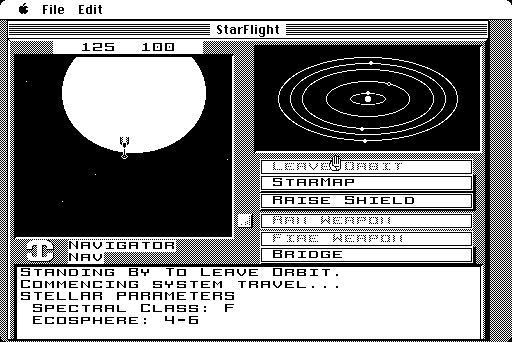 File Edit
StarFlight
125 100
Leave Orbit
StarMap
Raise Shield
Arm Weapon
Fire Weapon
Bridge
Navigator
Nav
Standing By To Leave Orbit.
Commencing system travel...
Stellar Parameters
Spectral Class: F
Ecosphere: 4-6